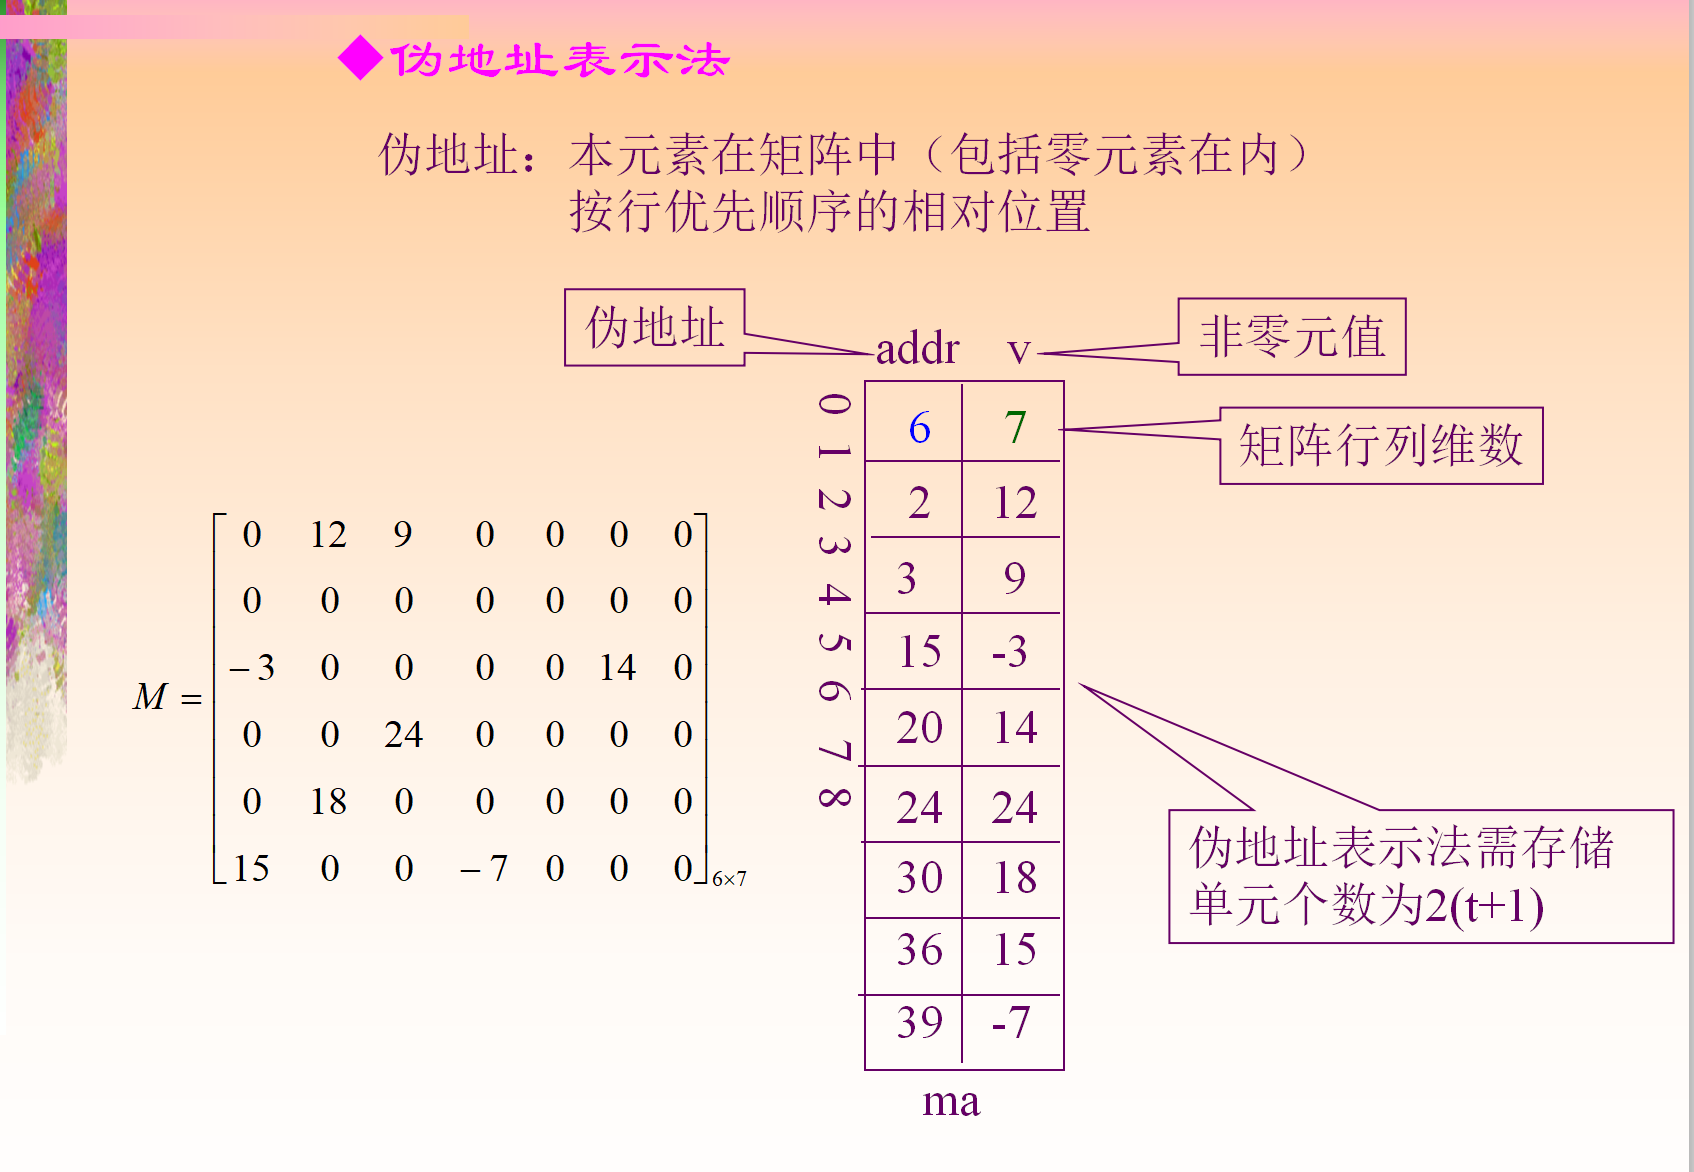 ◆伪地址表示法
伪地址：本元素在矩阵中（包括零元素在内）
按行优先顺序的相对位置
伪地址
addr v
非零元值
矩阵行列维数
0 6 7
1 2 12
2 3 9
3 15 -3
4 20 14
5 24 24
6 30 18
7 36 15
8 39 -7
ma
M =
0 12 9 0 0 0 0
0 0 0 0 0 0 0
−3 0 0 0 0 14 0
0 0 24 0 0 0 0
0 18 0 0 0 0 0
15 0 0 −7 0 0 0
6×7
伪地址表示法需存储
单元个数为2(t+1)